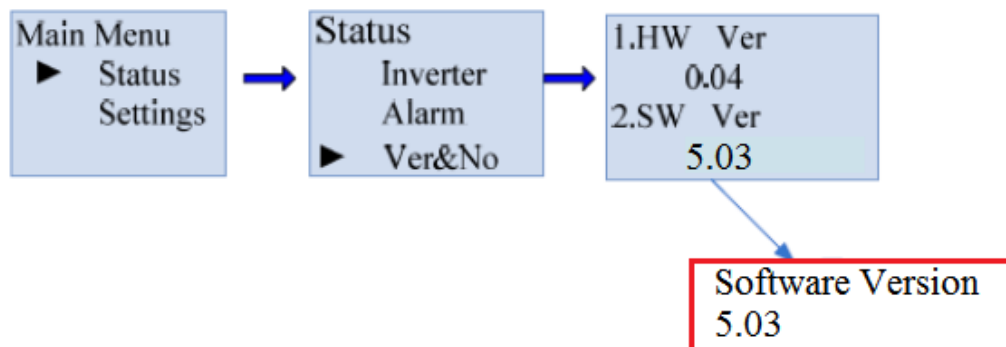 Main Menu
Status
Settings
Status
Inverter
Alarm
Ver&No
1.HW Ver
0.04
2.SW Ver
5.03
Software Version
5.03